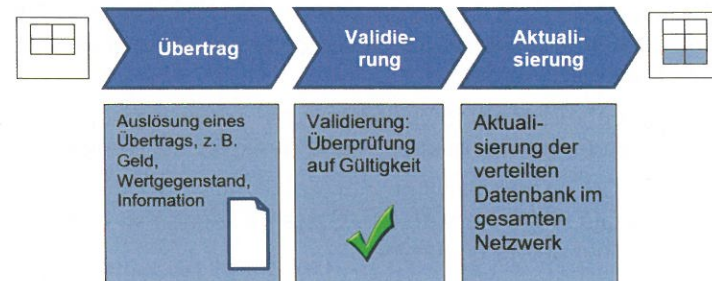 Übertrag
Validie-
rung
Aktuali-
sierung
Auslösung eines
Übertrags, z. B.
Geld,
Wertgegenstand,
Information
Validierung:
Überprüfung
auf Gültigkeit
Aktuali-
sierung der
verteilten
Datenbank im
gesamten
Netzwerk